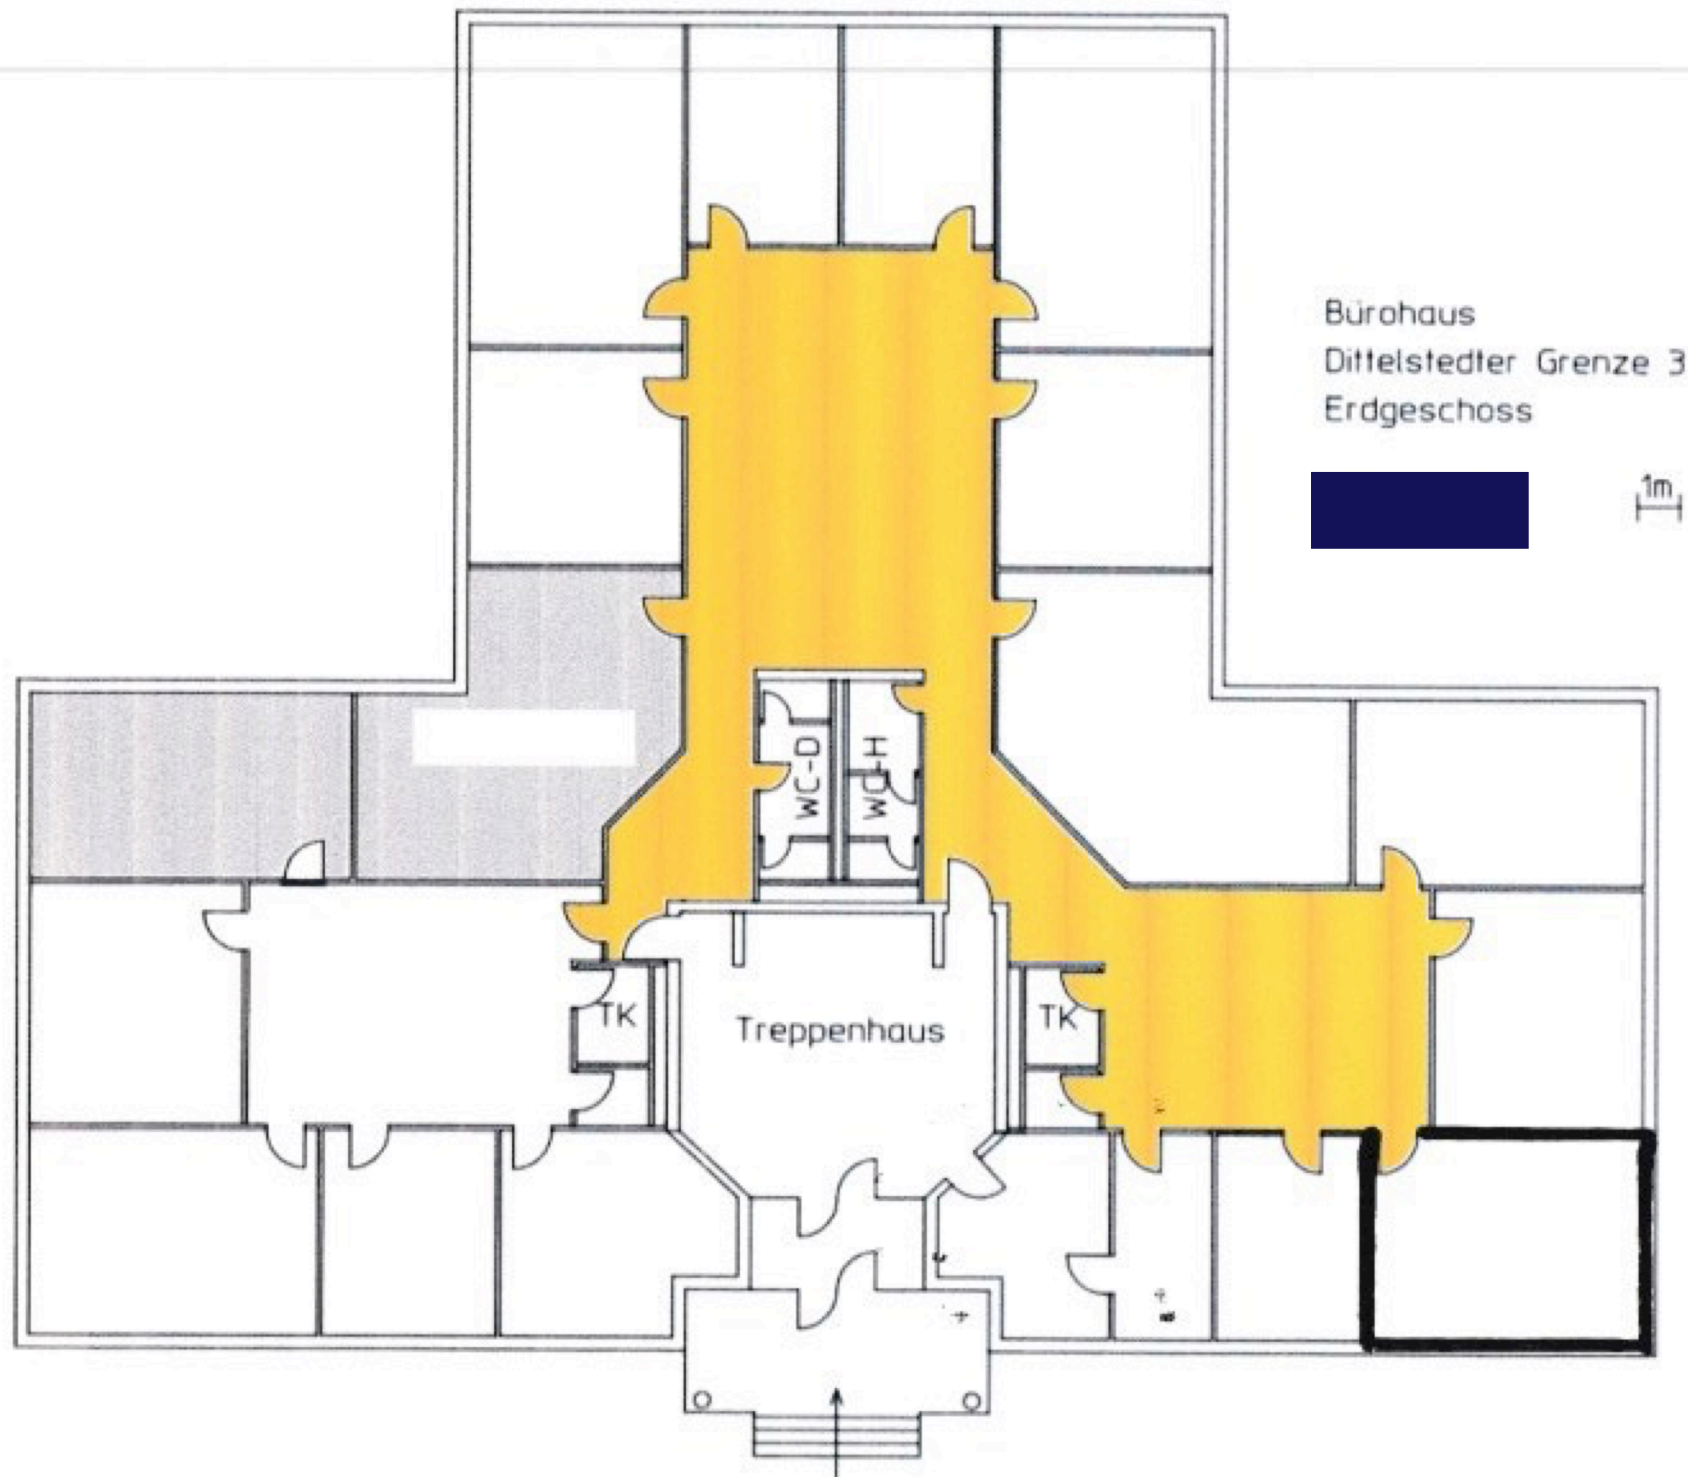 Bürohaus
Dittelstedter Grenze 3
Erdgeschoss
1m
WC-D
WC-H
TK
Treppenhaus
TK